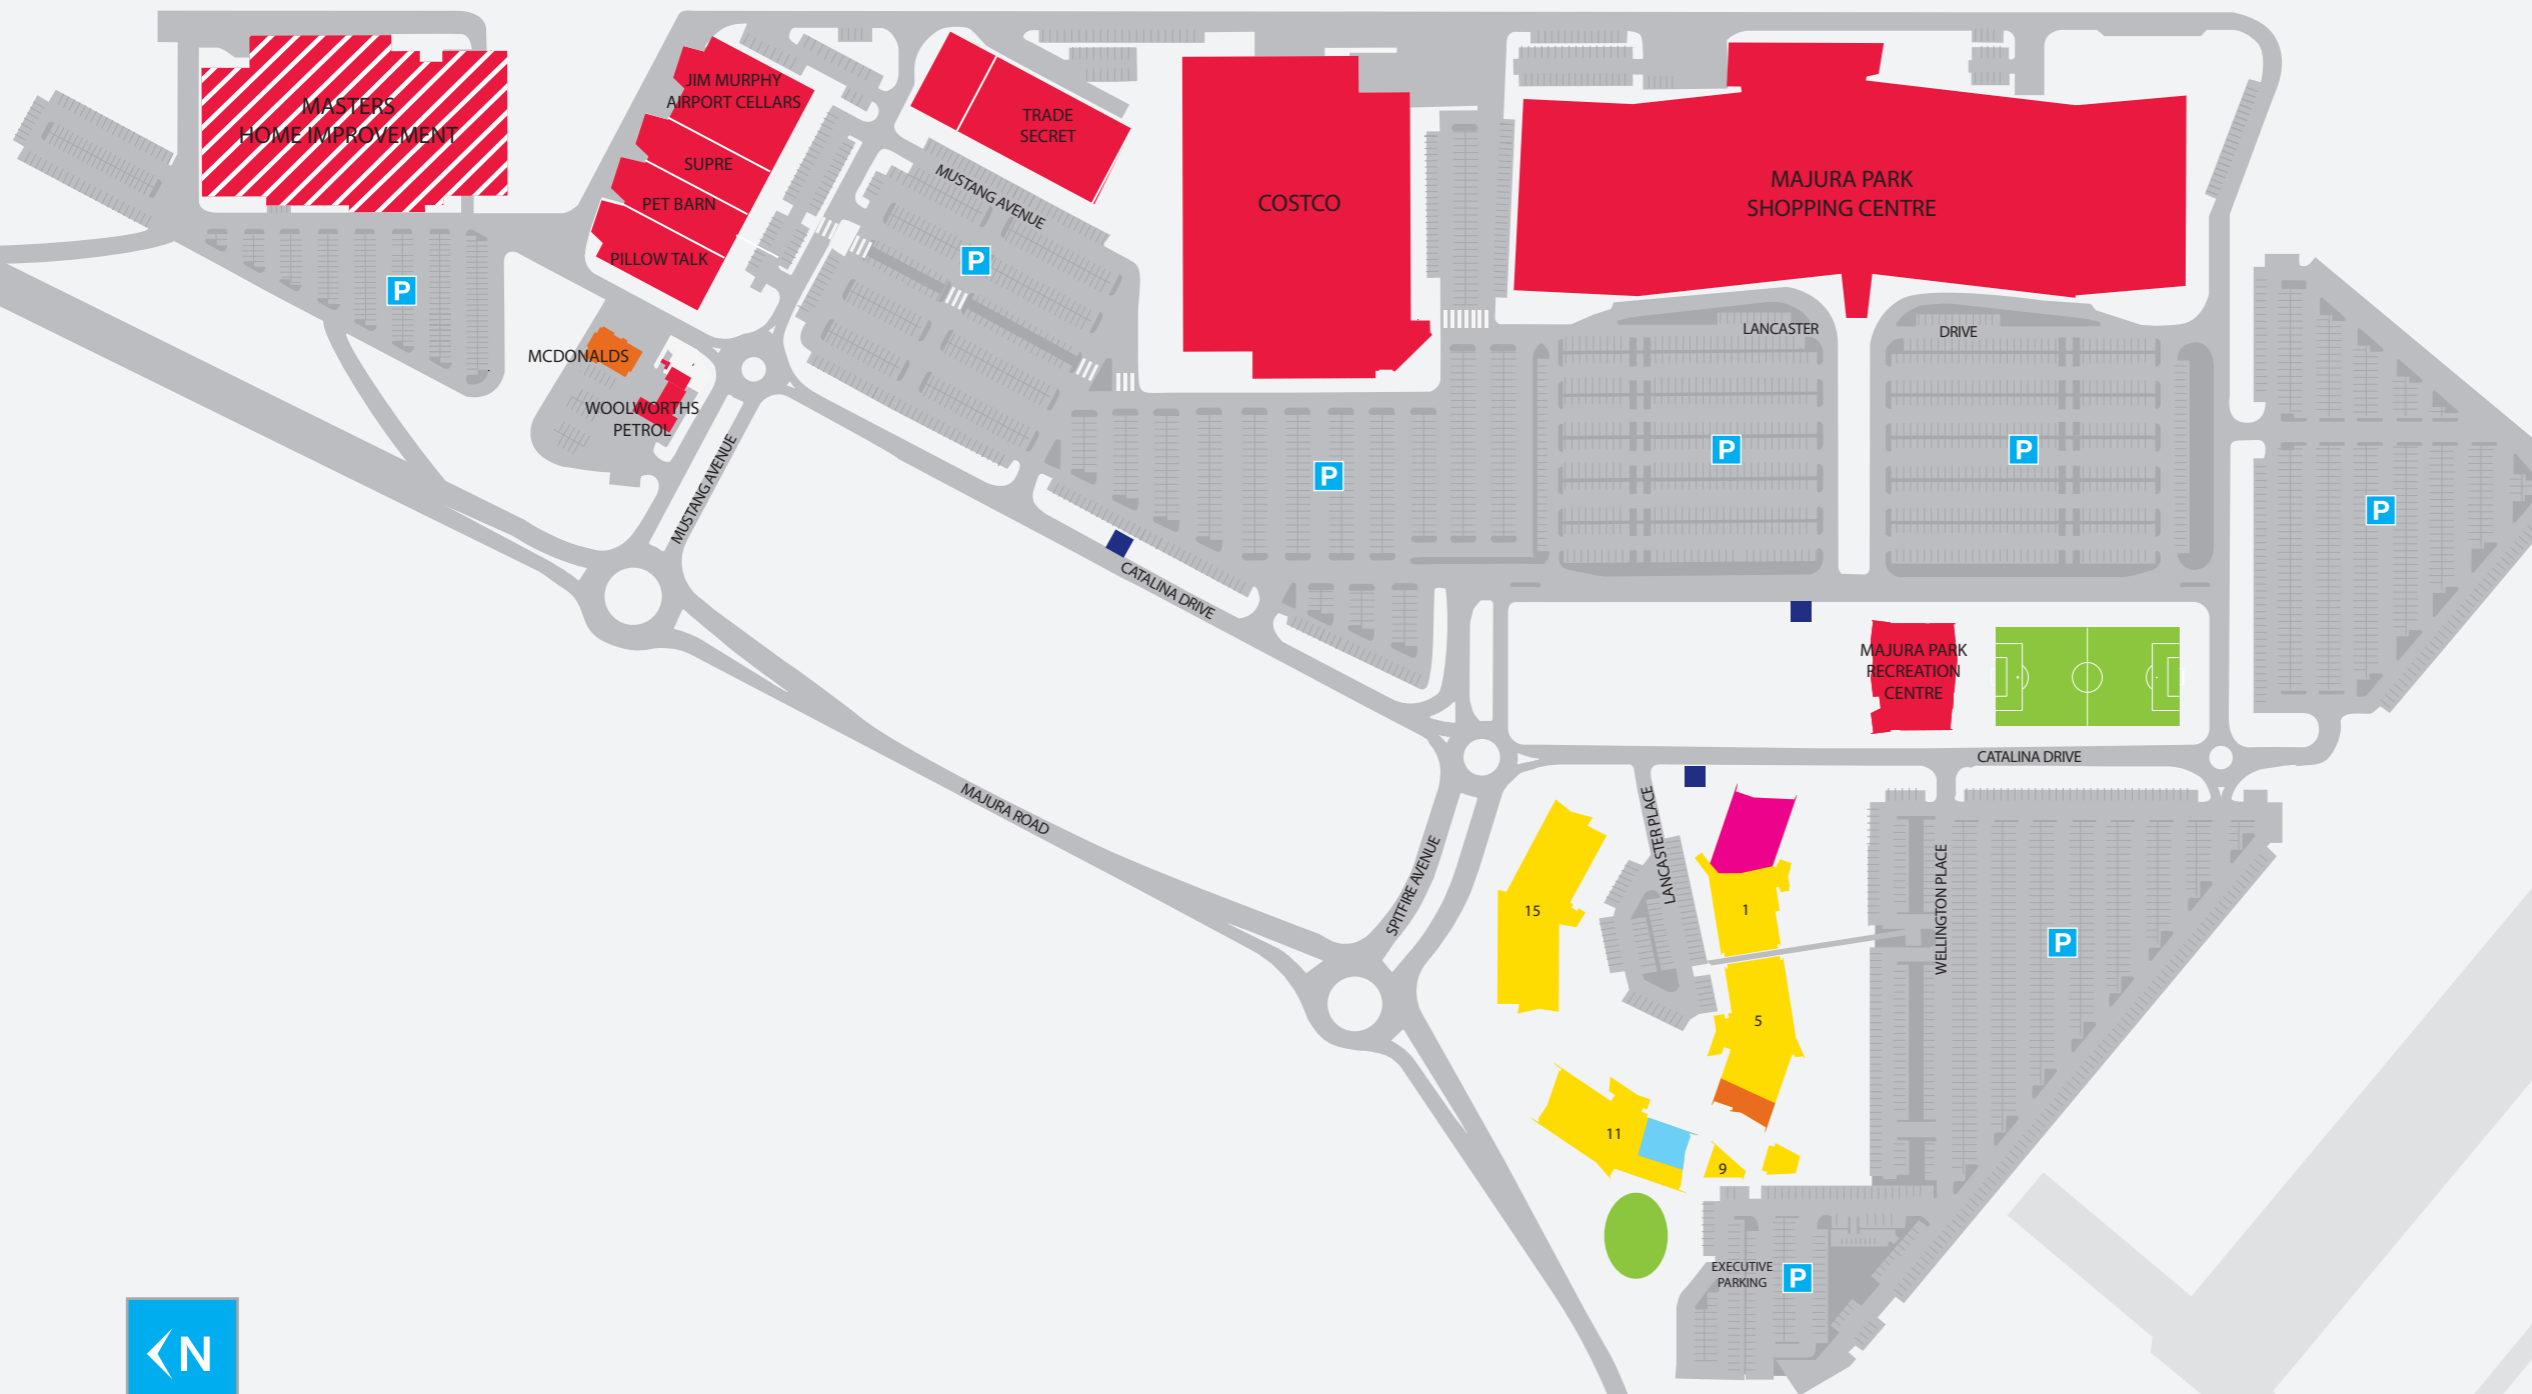 MASTERS
HOME IMPROVEMENT
JIM MURPHY
AIRPORT CELLARS
SUPRE
PET BARN
PILLOW TALK
TRADE
SECRET
MUSTANG AVENUE
COSTCO
MAJURA PARK
SHOPPING CENTRE
P
P
MCDONALDS
WOOLWORTHS
PETROL
MUSTANG AVENUE
LANCASTER
DRIVE
P
P
P
P
CATALINA DRIVE
MAJURA PARK
RECREATION
CENTRE
CATALINA DRIVE
MAJURA ROAD
SPITFIRE AVENUE
LANCASTER PLACE
WELLINGTON PLACE
15
1
P
5
11
9
EXECUTIVE
PARKING
P
N